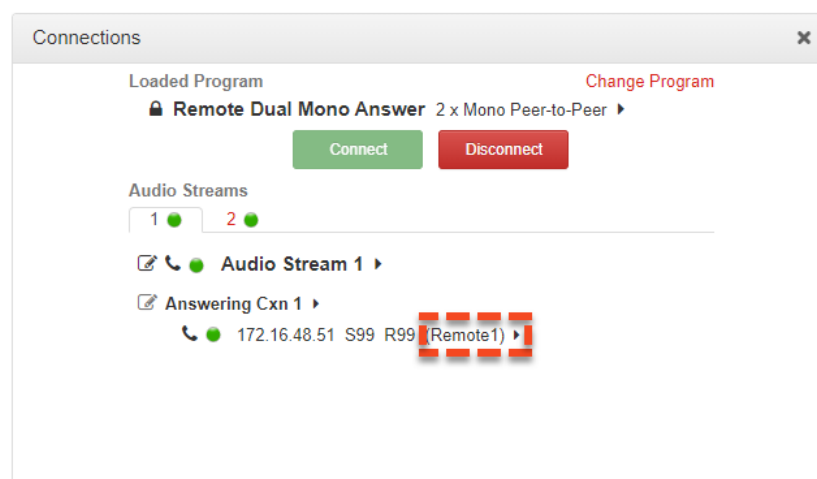 Connections
Loaded Program Change Program
Remote Dual Mono Answer 2 x Mono Peer-to-Peer
Connect Disconnect
Audio Streams
1 2
Audio Stream 1
Answering Cxn 1
172.16.48.51 S99 R99 (Remote1)